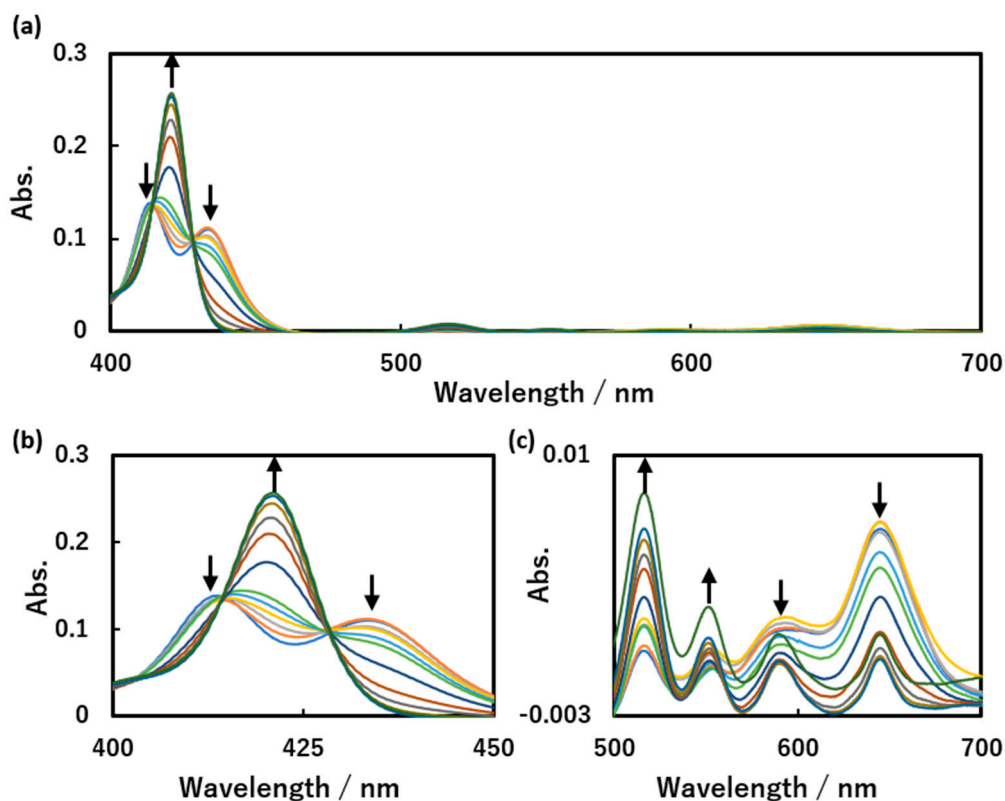 (a)
0.3
0.2
0.1
0
Abs.
400 500 600 700
Wavelength / nm
(b)
0.3
0.2
0.1
0
Abs.
400 425 450
Wavelength / nm
(c)
0.01
-0.003
Abs.
500 600 700
Wavelength / nm